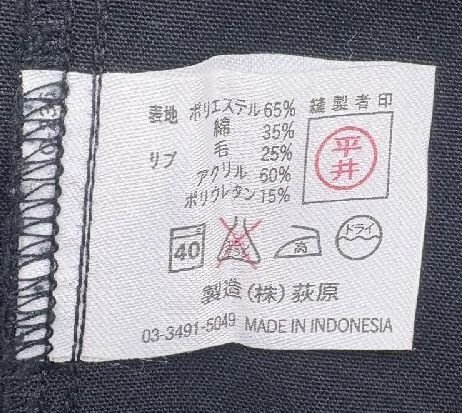 表地 ポリエステル65% 縫製者印
綿 35%
リブ 毛 25%
アクリル 60%
ポリウレタン15%
平井
40 高 ドライ
製造(株)荻原
03-3491-5049 MADE IN INDONESIA